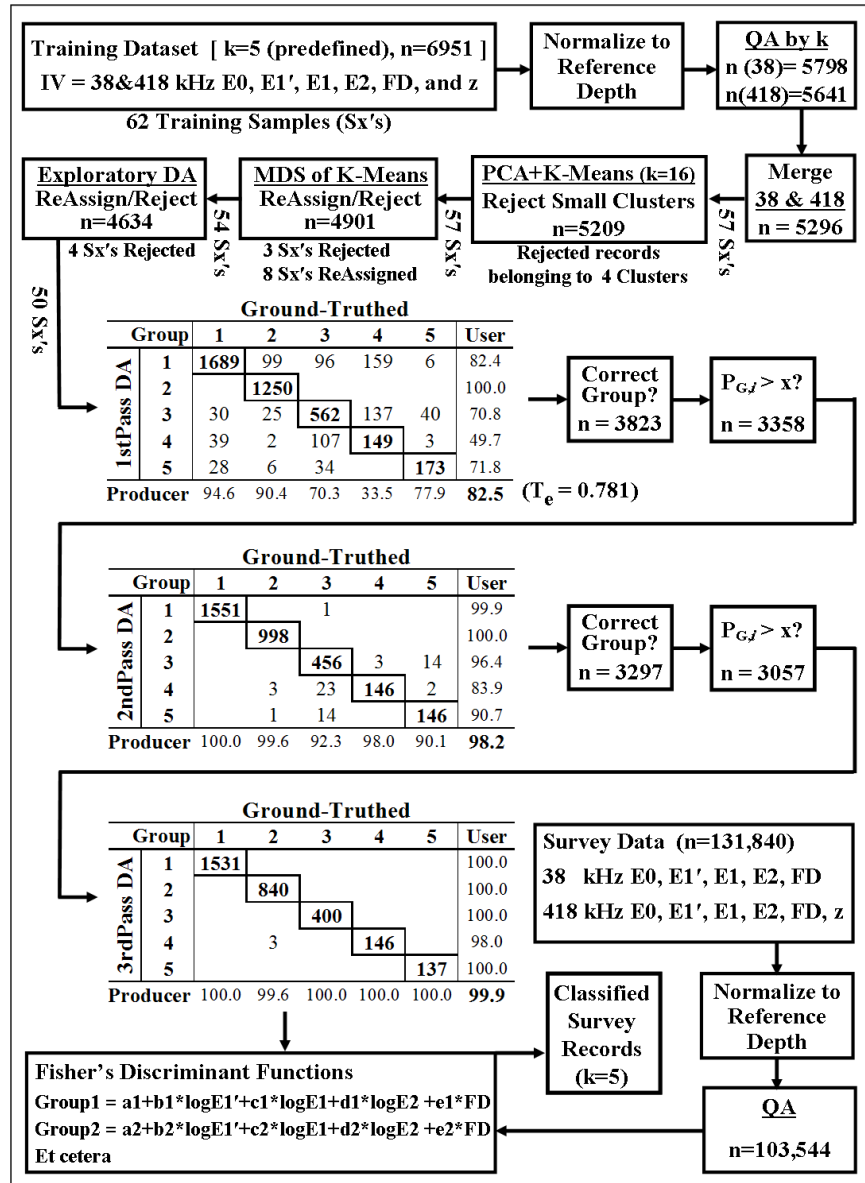 Training Dataset [ k=5 (predefined), n=6951 ]
IV = 38&418 kHz E0, E1′, E1, E2, FD, and z
62 Training Samples (Sx's)
Normalize to
Reference
Depth
QA by k
n (38)= 5798
n(418)=5641
Merge
38 & 418
n = 5296
57 Sx's
PCA+K-Means (k=16)
Reject Small Clusters
n=5209
Rejected records
belonging to 4 Clusters
57 Sx's
MDS of K-Means
ReAssign/Reject
n=4901
3 Sx's Rejected
8 Sx's ReAssigned
54 Sx's
Exploratory DA
ReAssign/Reject
n=4634
4 Sx's Rejected
50 Sx's
Ground-Truthed
Group 1 2 3 4 5 User
1stPass DA
1 1689 99 96 159 6 82.4
2 1250 100.0
3 30 25 562 137 40 70.8
4 39 2 107 149 3 49.7
5 28 6 34 173 71.8
Producer 94.6 90.4 70.3 33.5 77.9 82.5
(Te = 0.781)
Correct
Group?
n = 3823
PG,i > x?
n = 3358
Ground-Truthed
Group 1 2 3 4 5 User
2ndPass DA
1 1551 1 99.9
2 998 100.0
3 456 3 14 96.4
4 3 23 146 2 83.9
5 1 14 146 90.7
Producer 100.0 99.6 92.3 98.0 90.1 98.2
Correct
Group?
n = 3297
PG,i > x?
n = 3057
Ground-Truthed
Group 1 2 3 4 5 User
3rdPass DA
1 1531 100.0
2 840 100.0
3 400 100.0
4 3 146 98.0
5 137 100.0
Producer 100.0 99.6 100.0 100.0 100.0 99.9
Survey Data (n=131,840)
38 kHz E0, E1′, E1, E2, FD
418 kHz E0, E1′, E1, E2, FD, z
Normalize to
Reference
Depth
QA
n=103,544
Classified
Survey
Records
(k=5)
Fisher's Discriminant Functions
Group1 = a1+b1*logE1′+c1*logE1+d1*logE2 +e1*FD
Group2 = a2+b2*logE1′+c2*logE1+d2*logE2 +e2*FD
Et cetera